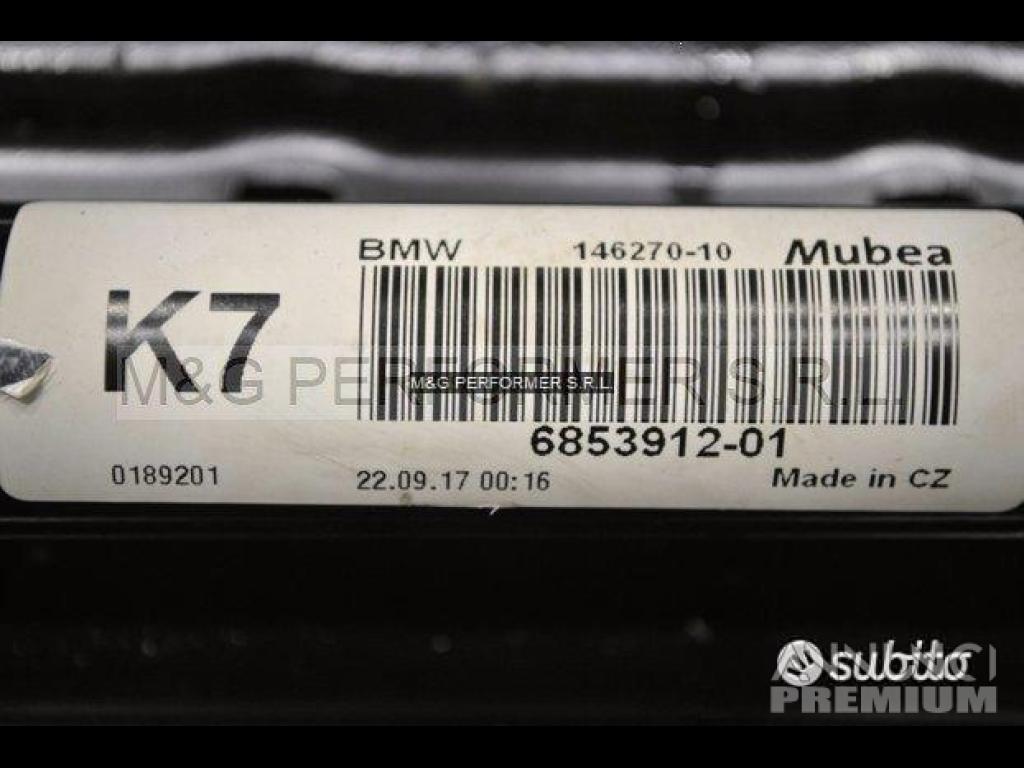 BMW 146270-10 Mubea
K7
M&G PERFORMER S.R.L.
M&G PERFORMER S.R.L.
6853912-01
0189201 22.09.17 00:16 Made in CZ
subito
ANNUNCI
PREMIUM